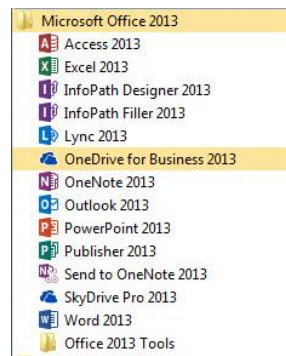 Microsoft Office 2013
Access 2013
Excel 2013
InfoPath Designer 2013
InfoPath Filler 2013
Lync 2013
OneDrive for Business 2013
OneNote 2013
Outlook 2013
PowerPoint 2013
Publisher 2013
Send to OneNote 2013
SkyDrive Pro 2013
Word 2013
Office 2013 Tools